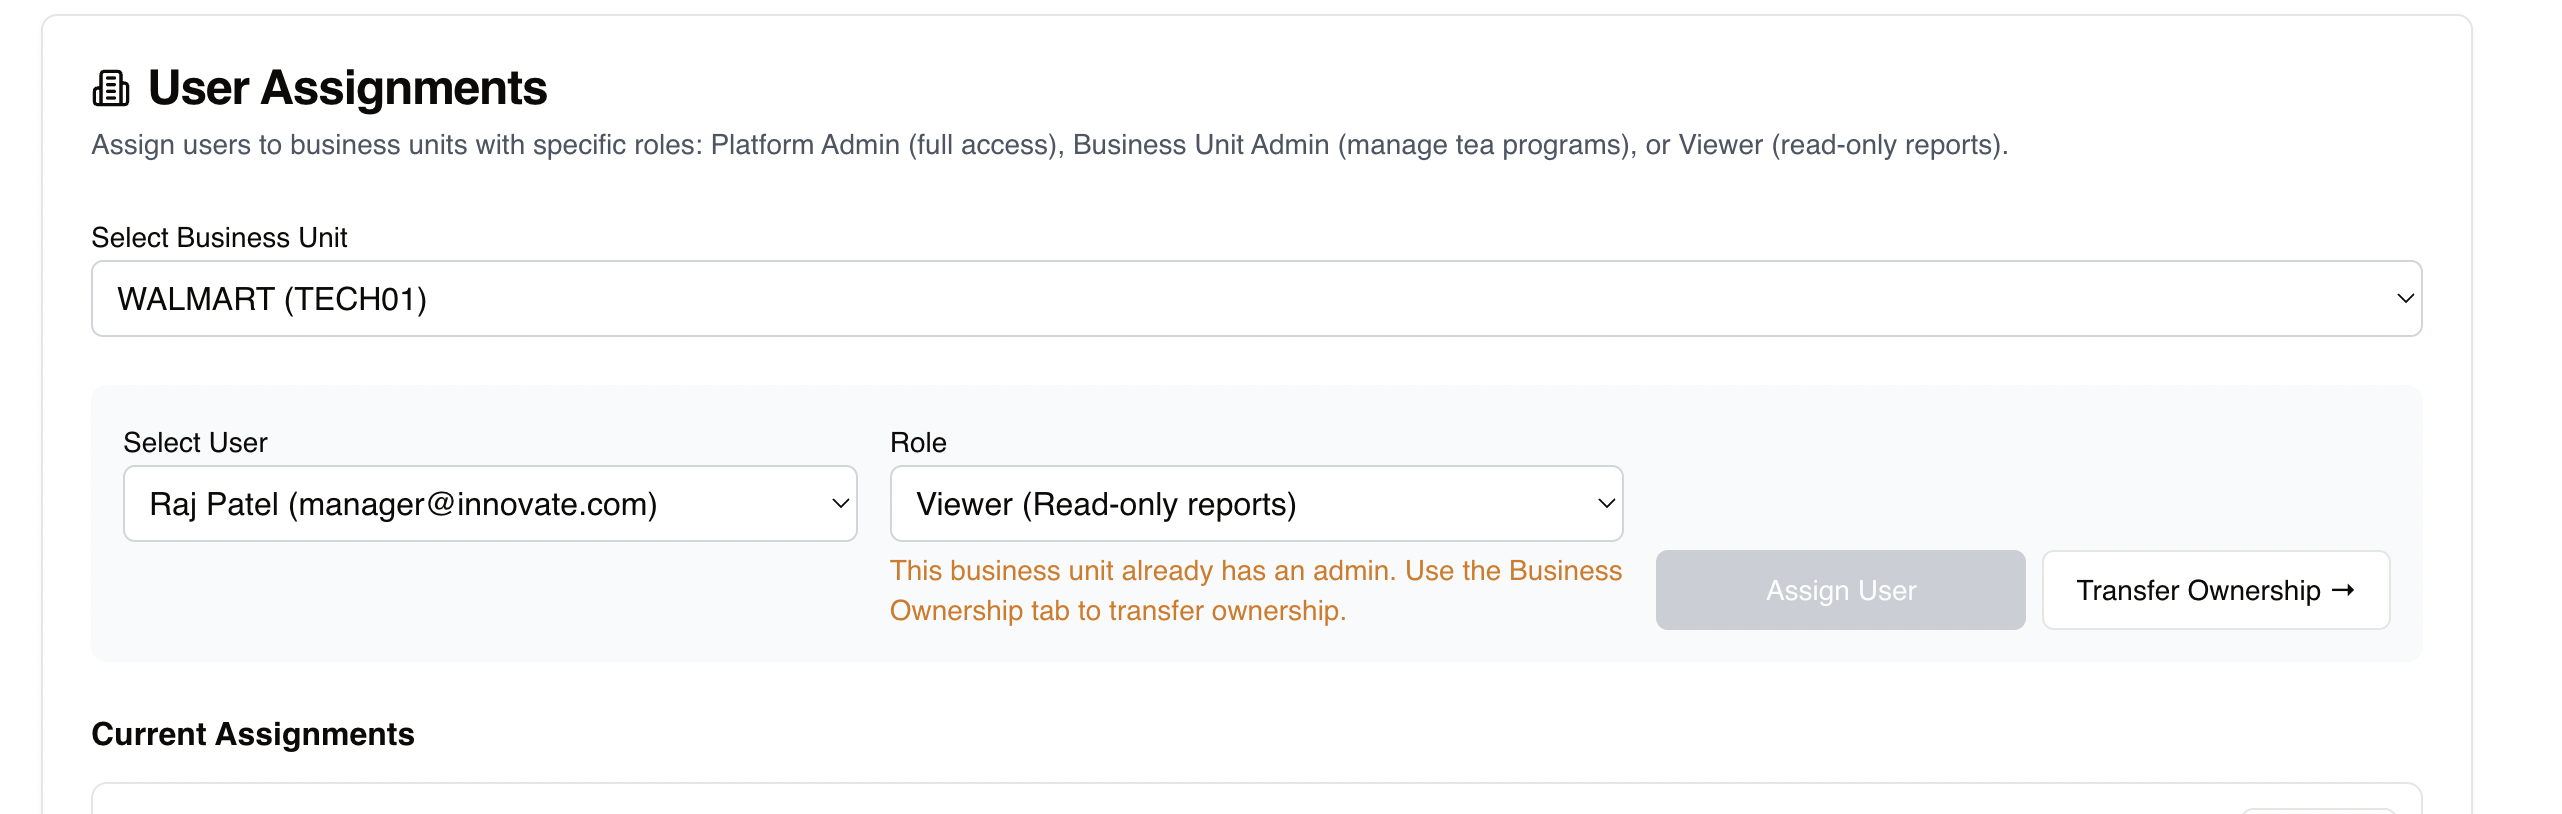 User Assignments
Assign users to business units with specific roles: Platform Admin (full access), Business Unit Admin (manage tea programs), or Viewer (read-only reports).
Select Business Unit
WALMART (TECH01)
Select User
Role
Raj Patel (manager@innovate.com)
Viewer (Read-only reports)
This business unit already has an admin. Use the Business
Ownership tab to transfer ownership.
Assign User
Transfer Ownership →
Current Assignments